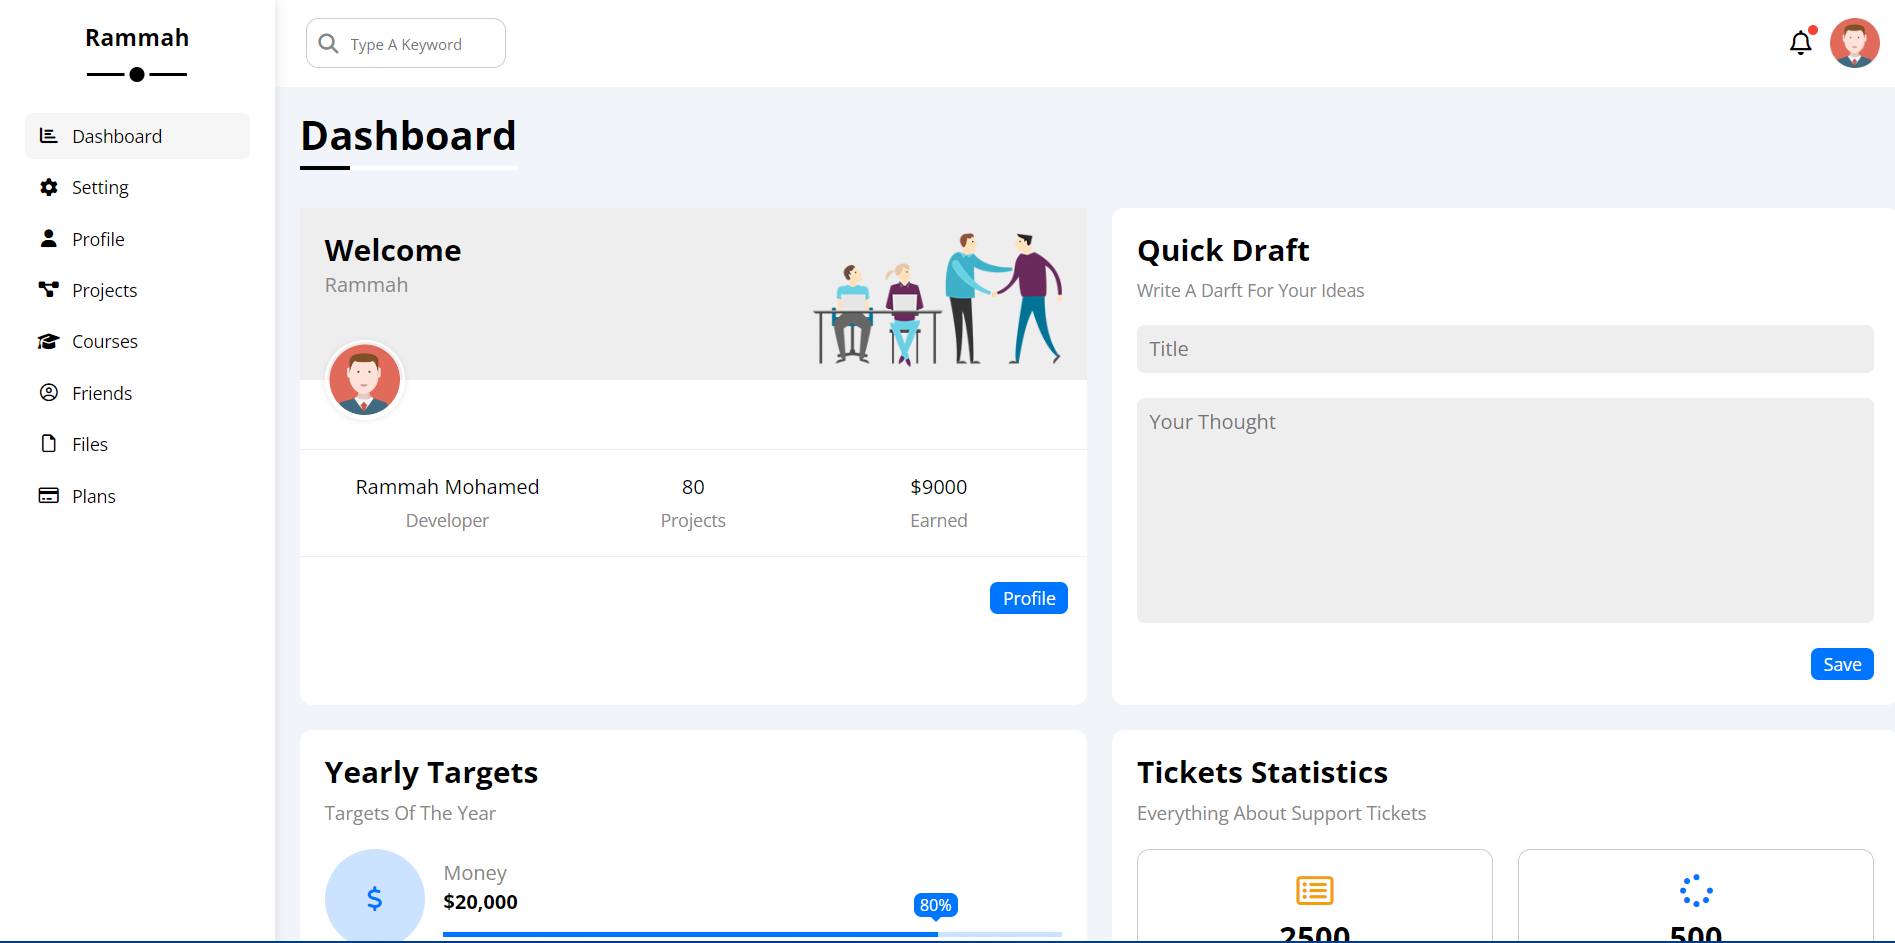 Rammah
Dashboard
Setting
Profile
Projects
Courses
Friends
Files
Plans
Type A Keyword
Dashboard
Welcome
Rammah
Rammah Mohamed
Developer
80
Projects
$9000
Earned
Profile
Quick Draft
Write A Darft For Your Ideas
Title
Your Thought
Save
Yearly Targets
Targets Of The Year
$
Money
$20,000
80%
Tickets Statistics
Everything About Support Tickets
2500
500